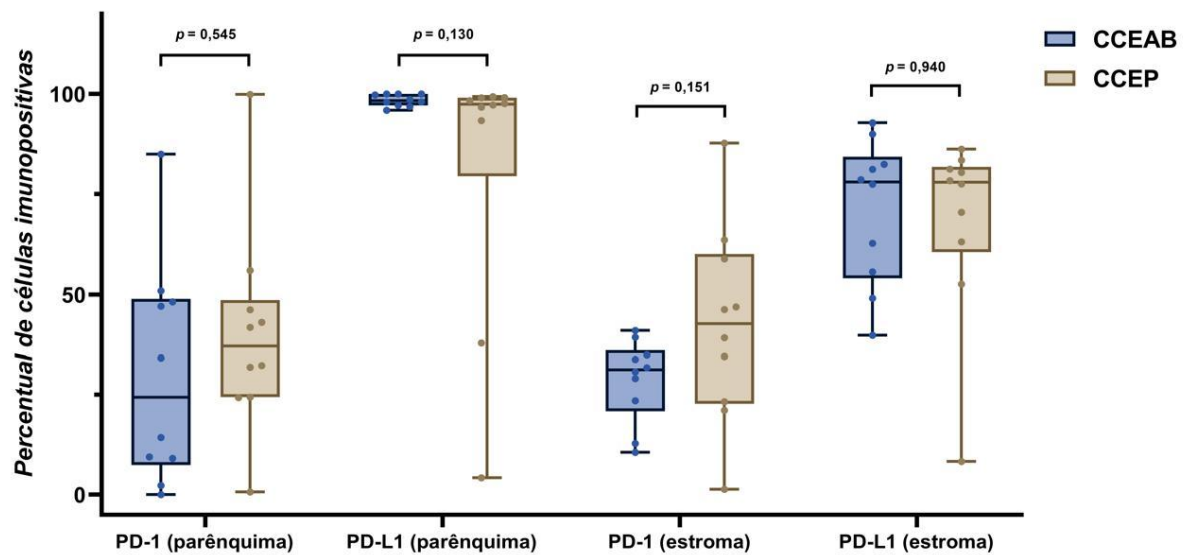 p = 0,545
p = 0,130
p = 0,151
p = 0,940
CCEAB
CCEP
Percentual de células imunopositivas
100
50
0
PD-1 (parênquima)
PD-L1 (parênquima)
PD-1 (estroma)
PD-L1 (estroma)